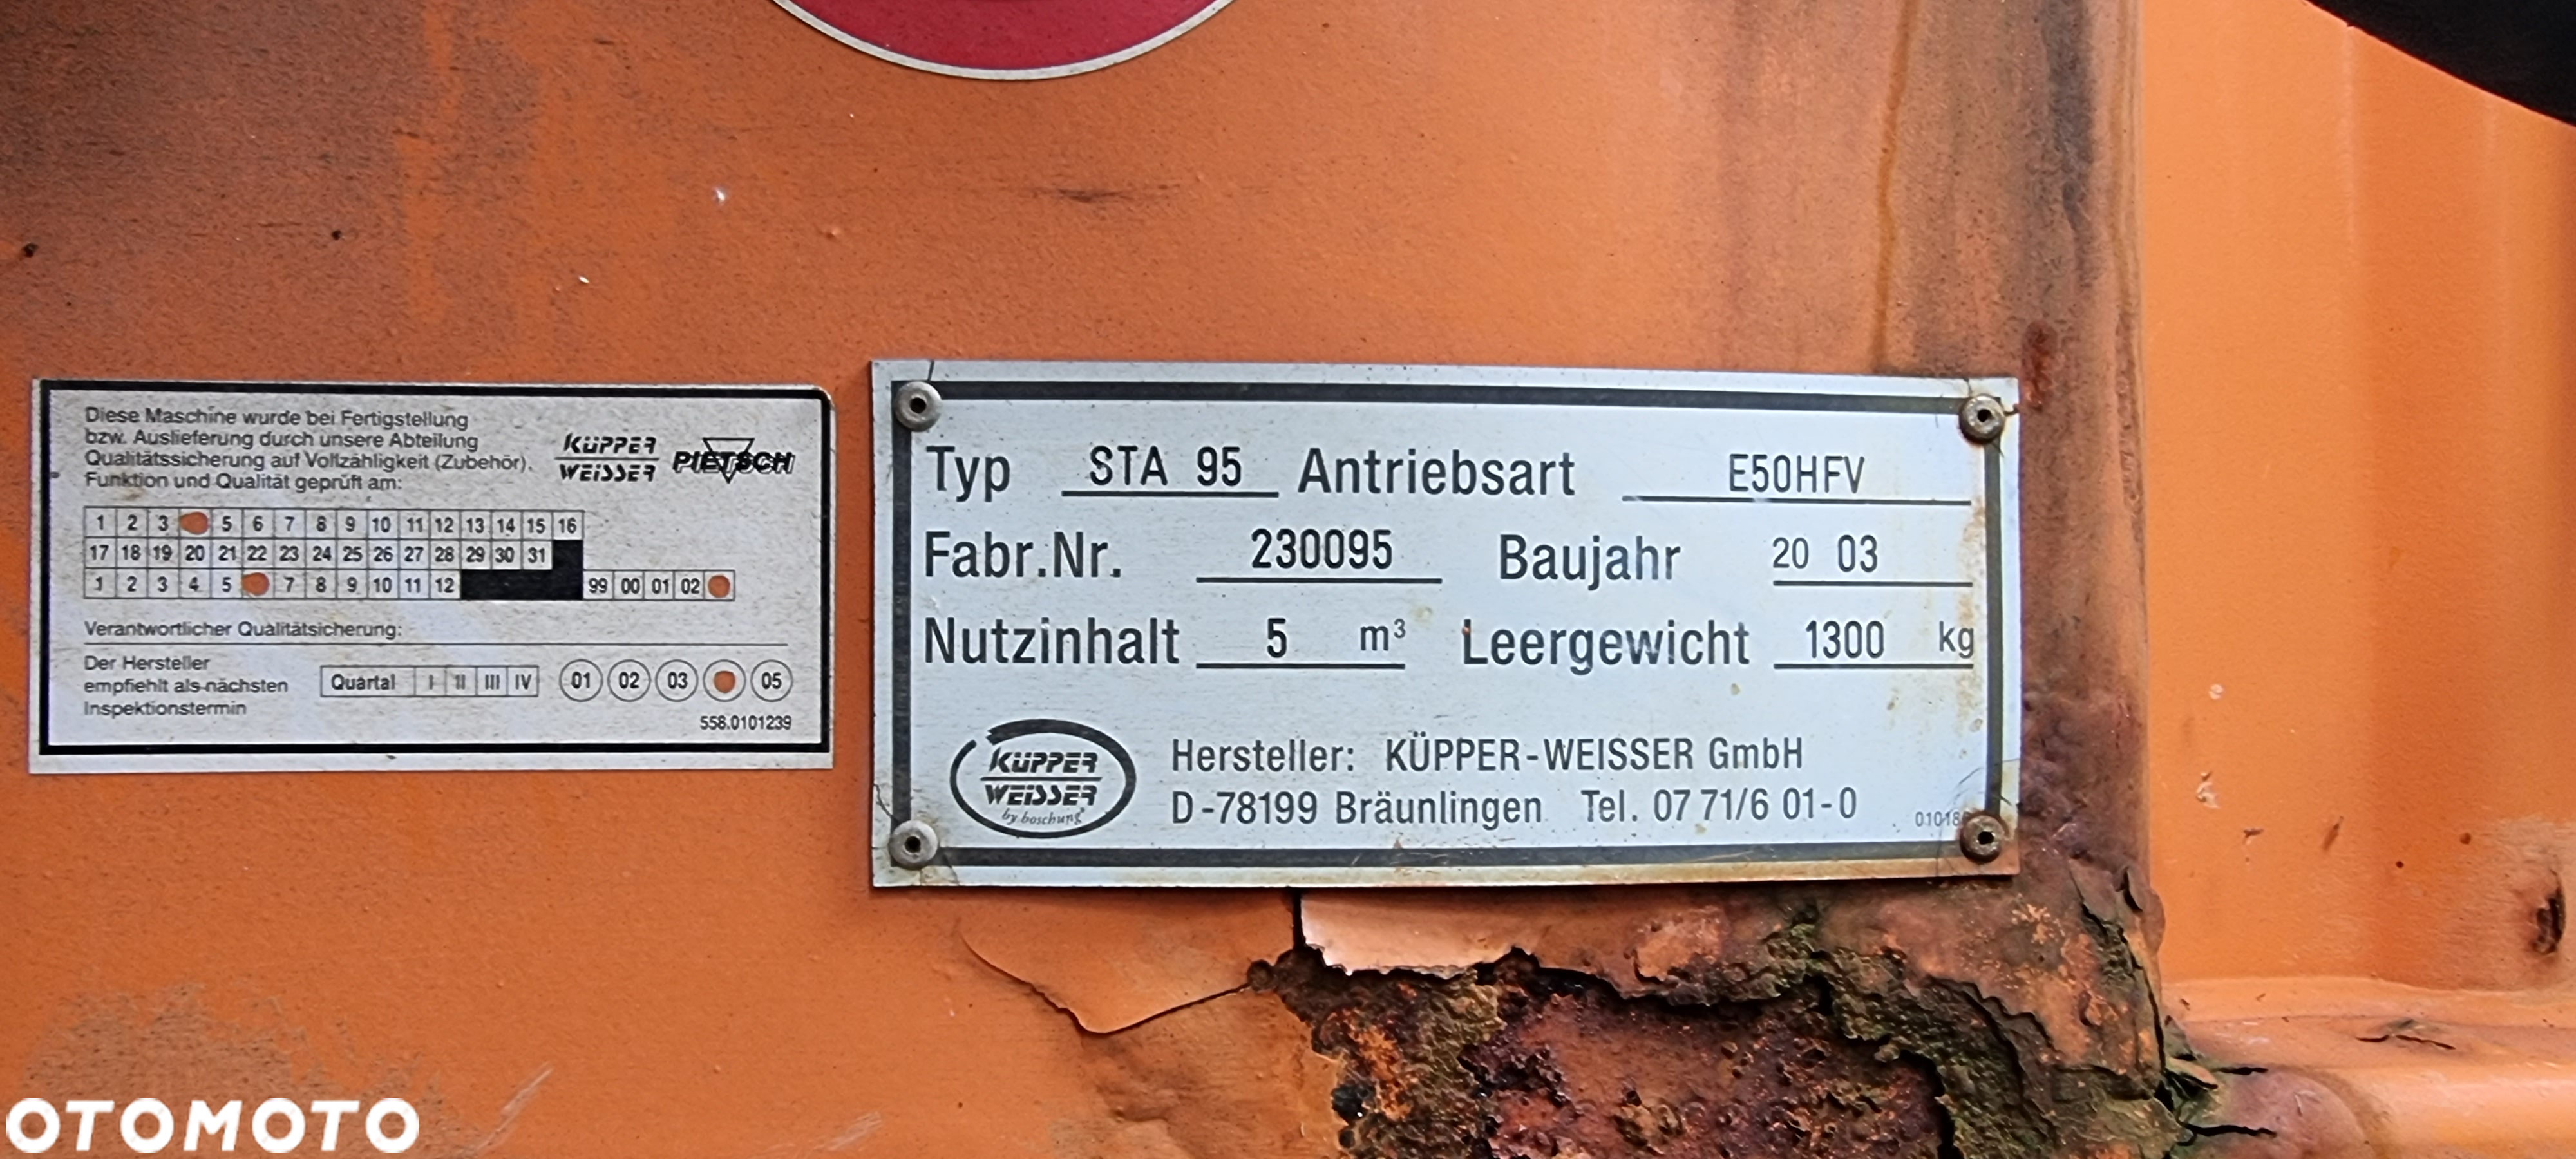 Diese Maschine wurde bei Fertigstellung
bzw. Auslieferung durch unsere Abteilung
Qualitätssicherung auf Vollzähligkeit (Zubehör),
Funktion und Qualität geprüft am:
KÜPPER
WEISSER
PIETSCH
1 2 3 5 6 7 8 9 10 11 12 13 14 15 16
17 18 19 20 21 22 23 24 25 26 27 28 29 30 31
1 2 3 4 5 7 8 9 10 11 12 99 00 01 02
Verantwortlicher Qualitätsicherung:
Der Hersteller
empfiehlt als nächsten
Inspektionstermin
Quartal I II III IV 01 02 03 05
558.0101239
Typ STA 95 Antriebsart E50HFV
Fabr.Nr. 230095 Baujahr 20 03
Nutzinhalt 5 m³ Leergewicht 1300 kg
KÜPPER
WEISSER
by boschung
Hersteller: KÜPPER-WEISSER GmbH
D-78199 Bräunlingen Tel. 07 71/6 01-0
OTOMOTO